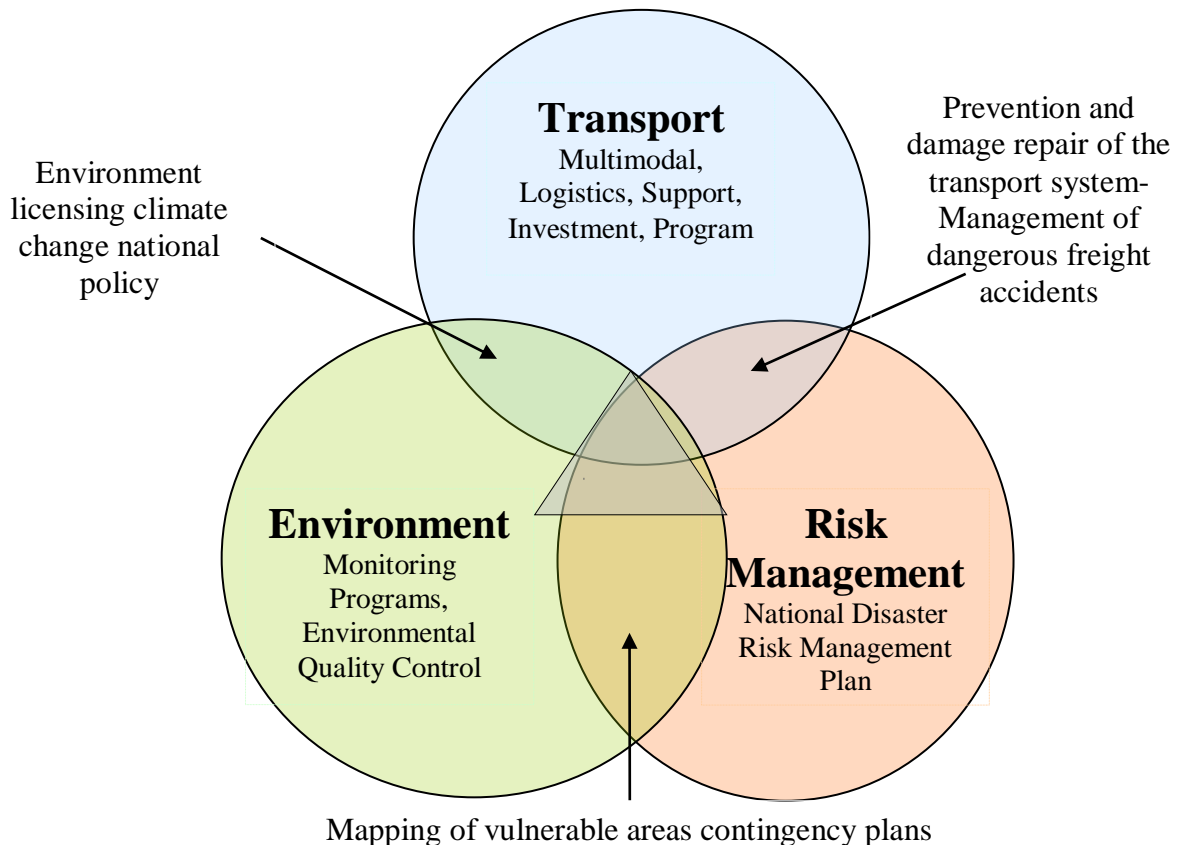 Transport
Multimodal,
Logistics, Support,
Investment, Program
Environment
licensing climate
change national
policy
Prevention and
damage repair of the
transport system-
Management of
dangerous freight
accidents
Environment
Monitoring
Programs,
Environmental
Quality Control
Risk
Management
National Disaster
Risk Management
Plan
Mapping of vulnerable areas contingency plans